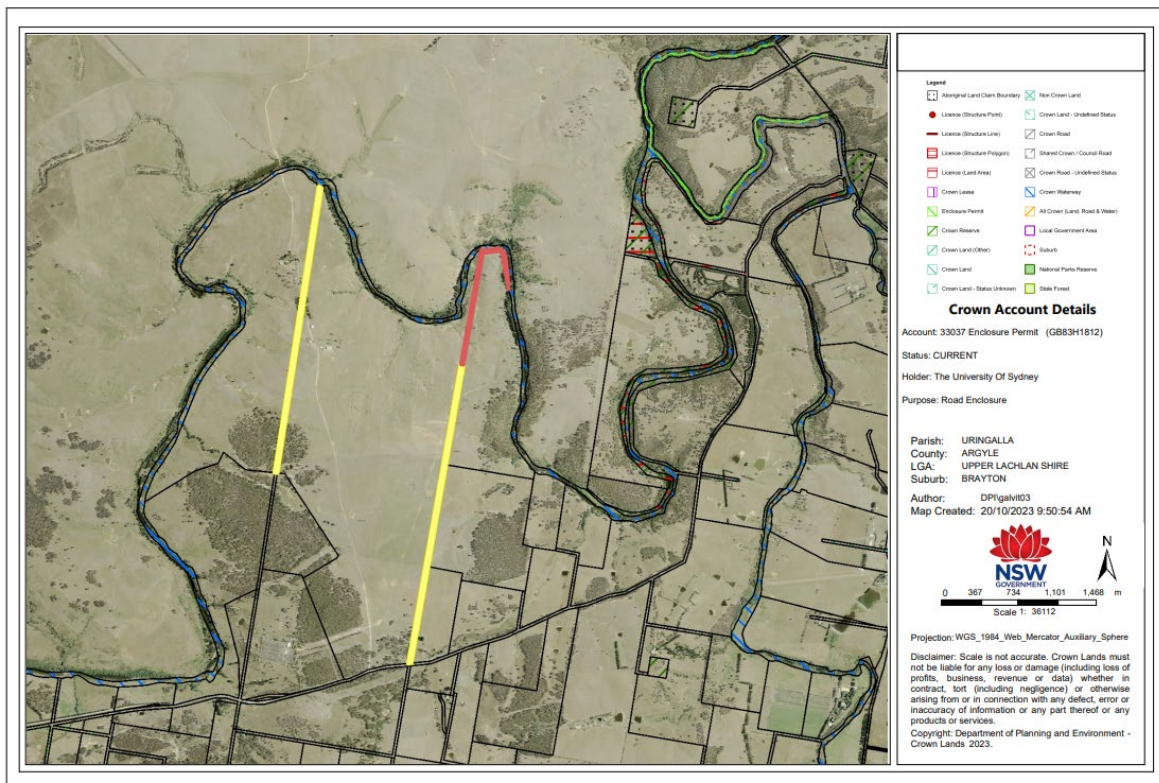 Legend
Aboriginal Land Claim Boundary
Non Crown Land
Licence (Structure Point)
Crown Land - Undefined Status
Licence (Structure Line)
Crown Road
Licence (Structure Polygon)
Shared Crown / Council Road
Licence (Land Area)
Crown Road - Undefined Status
Crown Lease
Crown Waterway
Enclosure Permit
All Crown (Land, Road & Water)
Crown Reserve
Local Government Area
Crown Land (Other)
Suburb
Crown Land
National Parks Reserve
Crown Land - Status Unknown
State Forest
Crown Account Details
Account: 33037 Enclosure Permit (GB83H1812)
Status: CURRENT
Holder: The University Of Sydney
Purpose: Road Enclosure
Parish: URINGALLA
County: ARGYLE
LGA: UPPER LACHLAN SHIRE
Suburb: BRAYTON
Author: DPI\galvit03
Map Created: 20/10/2023 9:50:54 AM
N
NSW
GOVERNMENT
0 367 734 1,101 1,468 m
Scale 1: 36112
Projection: WGS_1984_Web_Mercator_Auxiliary_Sphere
Disclaimer: Scale is not accurate. Crown Lands must
not be liable for any loss or damage (including loss of
profits, business, revenue or data) whether in
contract, tort (including negligence) or otherwise
arising from or in connection with any defect, error or
inaccuracy of information or any part thereof or any
products or services.
Copyright: Department of Planning and Environment -
Crown Lands 2023.